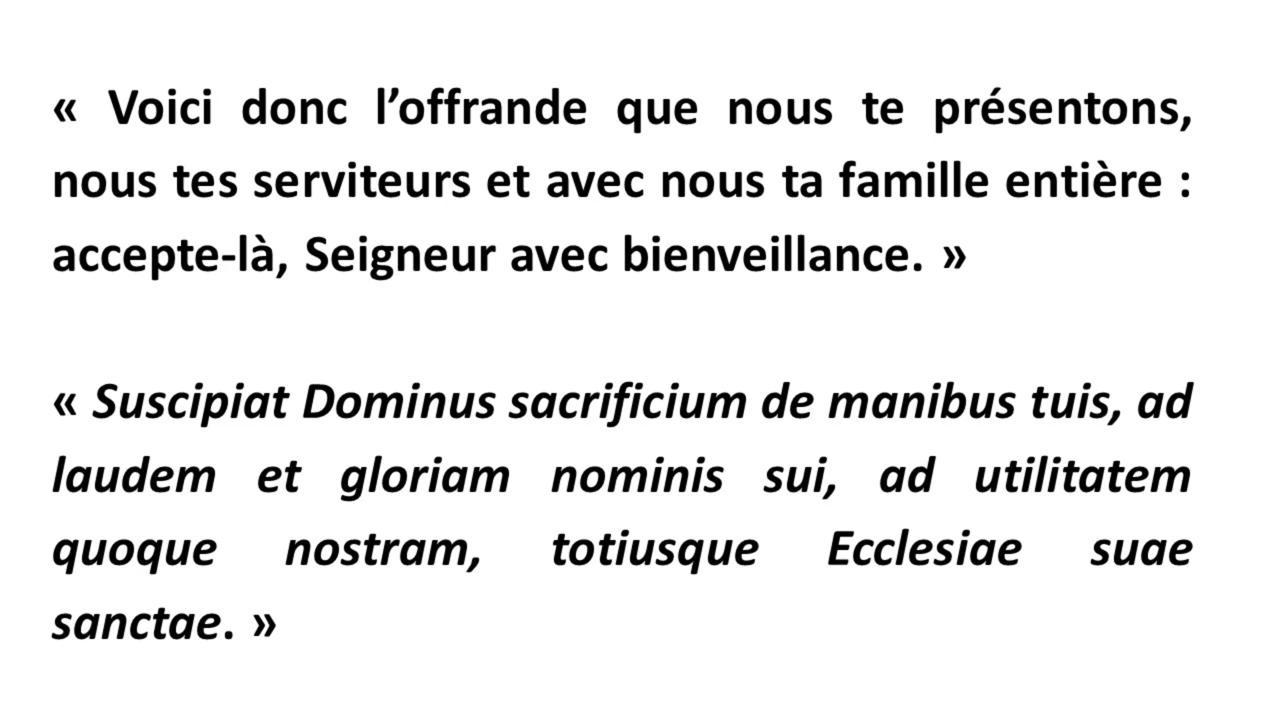 « Voici donc l’offrande que nous te présentons,
nous tes serviteurs et avec nous ta famille entière :
accepte-là, Seigneur avec bienveillance. »
« Suscipiat Dominus sacrificium de manibus tuis, ad
laudem et gloriam nominis sui, ad utilitatem
quoque nostram, totiusque Ecclesiae suae
sanctae. »